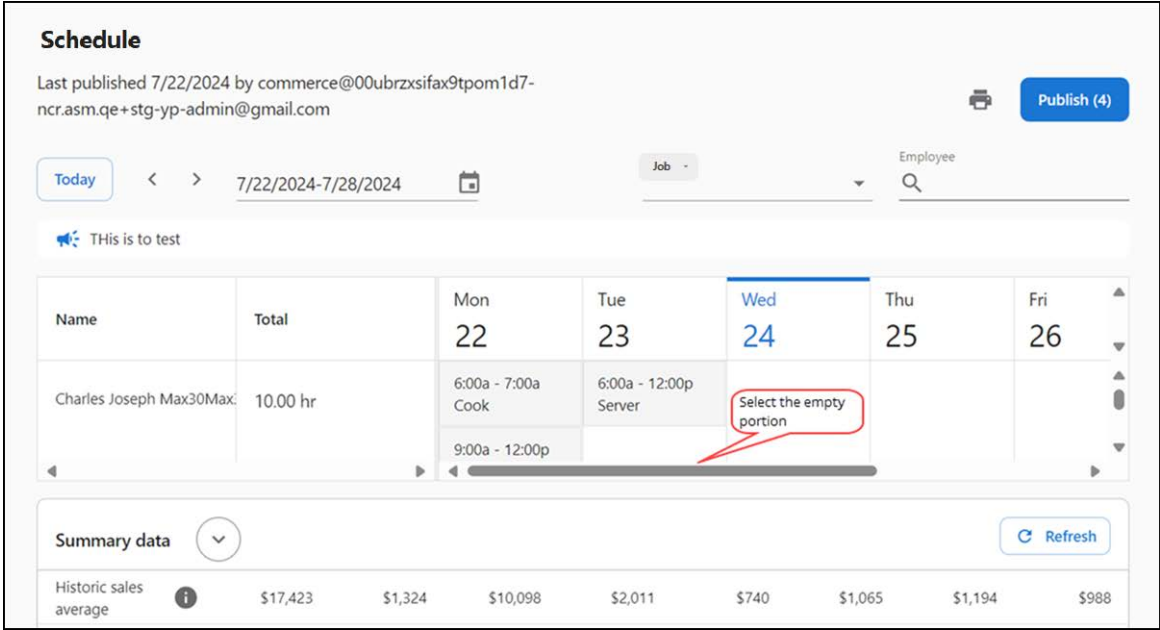 Schedule
Last published 7/22/2024 by commerce@00ubrzxsifax9tpom1d7-
ncr.asm.qe+stg-yp-admin@gmail.com
Publish (4)
Today
7/22/2024-7/28/2024
Job
Employee
THis is to test
Name
Total
Mon
22
Tue
23
Wed
24
Thu
25
Fri
26
Charles Joseph Max30Max
10.00 hr
6:00a - 7:00a
Cook
6:00a - 12:00p
Server
Select the empty
portion
9:00a - 12:00p
Summary data
Refresh
Historic sales
average
$17,423 $1,324 $10,098 $2,011 $740 $1,065 $1,194 $988